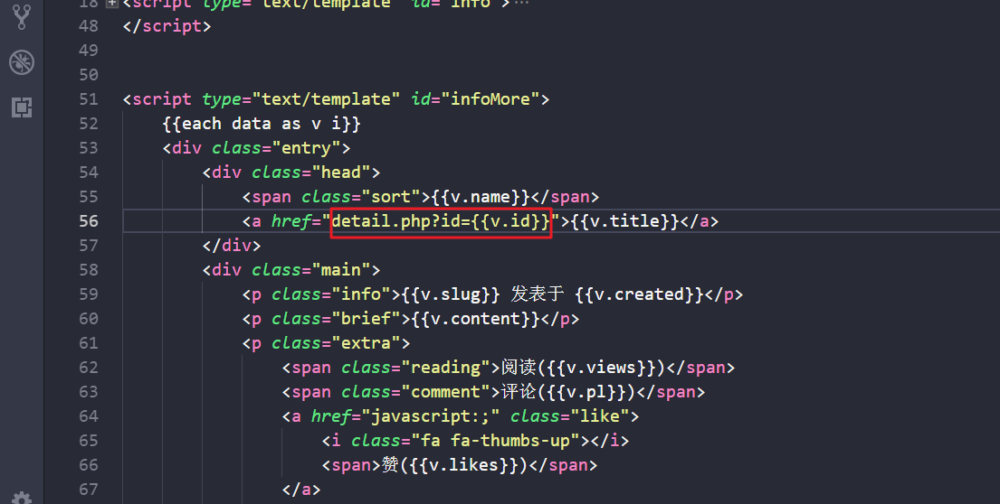 18 <script type="text/template" id="info">···
48 </script>
49
50
51 <script type="text/template" id="infoMore">
52 {{each data as v i}}
53 <div class="entry">
54 <div class="head">
55 <span class="sort">{{v.name}}</span>
56 <a href="detail.php?id={{v.id}}">{{v.title}}</a>
57 </div>
58 <div class="main">
59 <p class="info">{{v.slug}} 发表于 {{v.created}}</p>
60 <p class="brief">{{v.content}}</p>
61 <p class="extra">
62 <span class="reading">阅读({{v.views}})</span>
63 <span class="comment">评论({{v.pl}})</span>
64 <a href="javascript:;" class="like">
65 <i class="fa fa-thumbs-up"></i>
66 <span>赞({{v.likes}})</span>
67 </a>